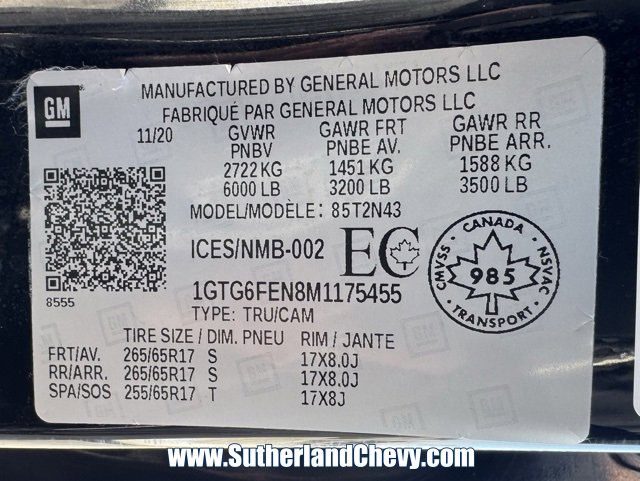 GM
MANUFACTURED BY GENERAL MOTORS LLC
FABRIQUÉ PAR GENERAL MOTORS LLC
11/20 GVWR GAWR FRT GAWR RR
PNBV PNBE AV. PNBE ARR.
2722 KG 1451 KG 1588 KG
6000 LB 3200 LB 3500 LB
MODEL/MODÈLE: 85T2N43
ICES/NMB-002 EC
8555
1GTG6FEN8M1175455
TYPE: TRU/CAM
CANADA
CMVSS 985 NSVAC
TRANSPORT
TIRE SIZE / DIM. PNEU RIM / JANTE
FRT/AV. 265/65R17 S 17X8.0J
RR/ARR. 265/65R17 S 17X8.0J
SPA/SOS 255/65R17 T 17X8J
www.SutherlandChevy.com